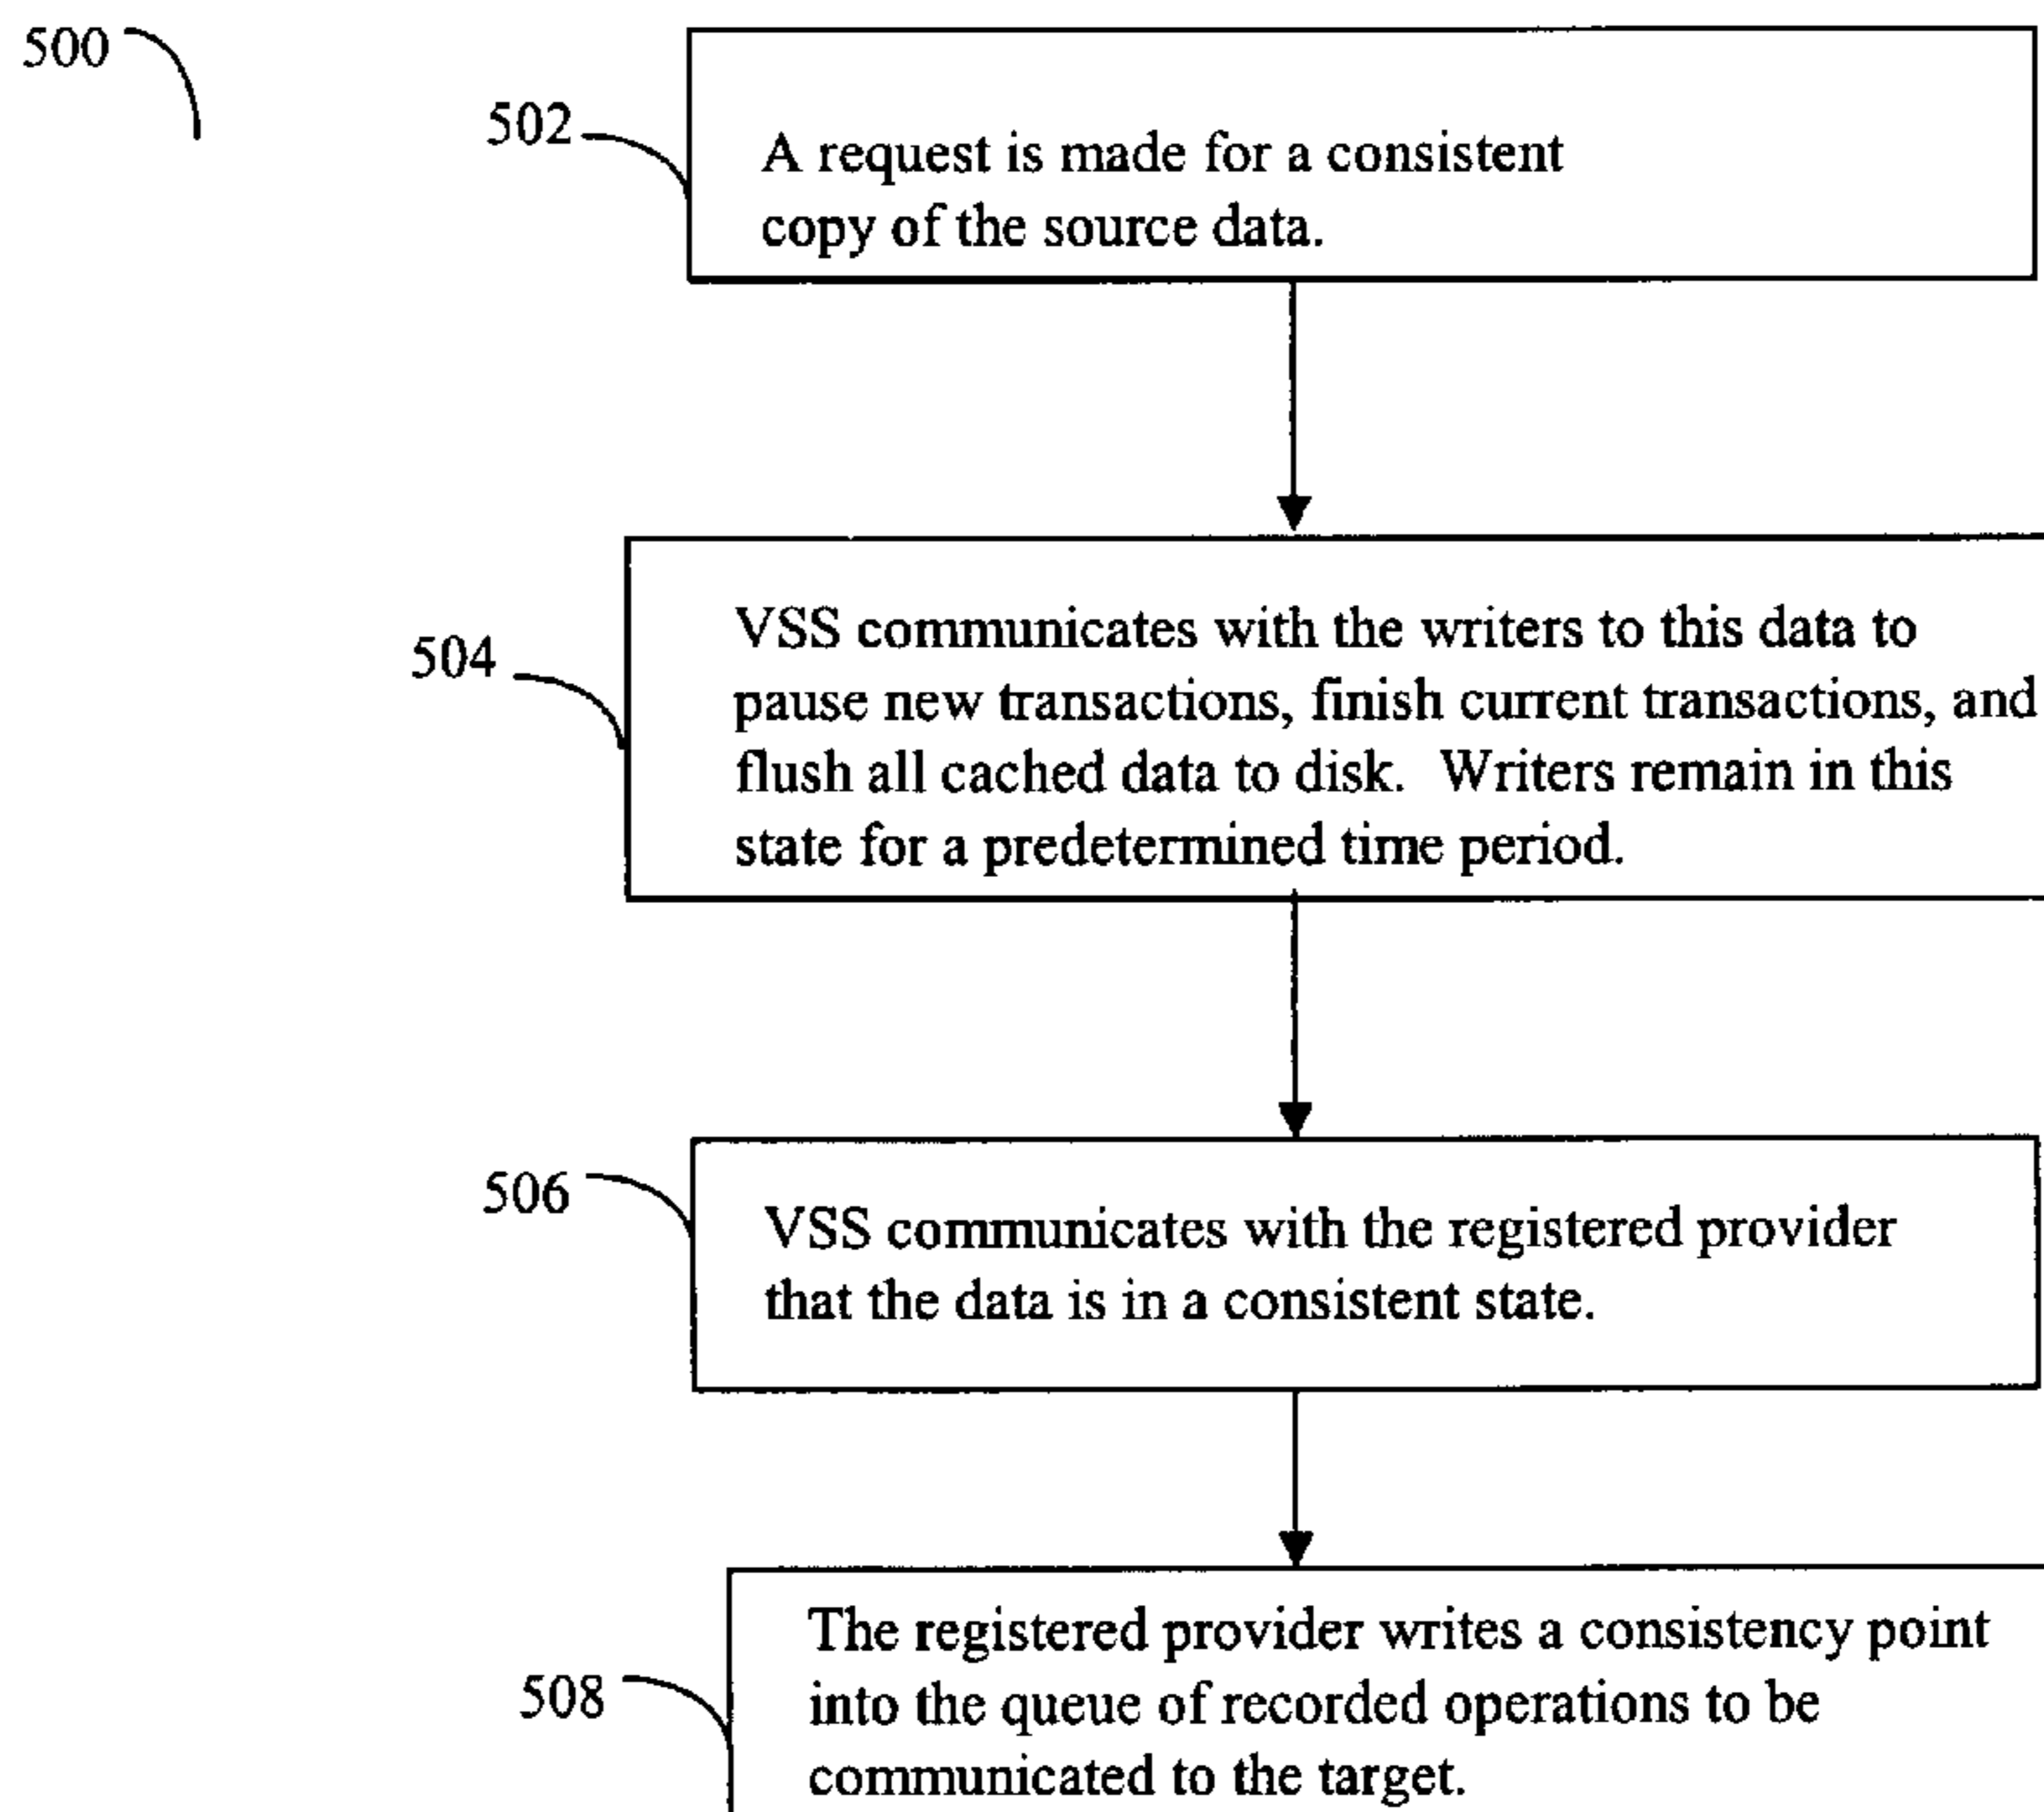 500
502
A request is made for a consistent
copy of the source data.
504
VSS communicates with the writers to this data to
pause new transactions, finish current transactions, and
flush all cached data to disk. Writers remain in this
state for a predetermined time period.
506
VSS communicates with the registered provider
that the data is in a consistent state.
508
The registered provider writes a consistency point
into the queue of recorded operations to be
communicated to the target.